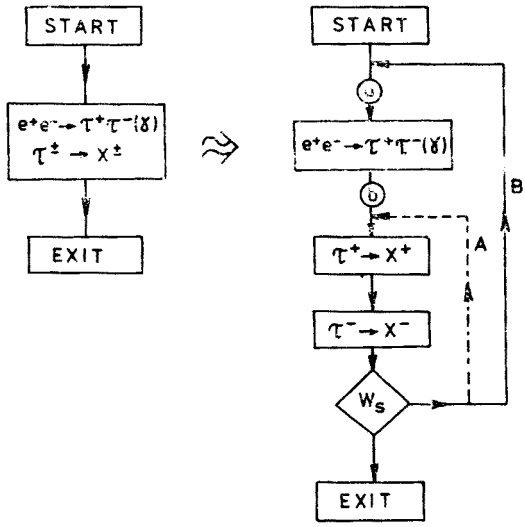 START
e⁺e⁻→τ⁺τ⁻(γ)
τ^±→X^±
EXIT
START
a
e⁺e⁻→τ⁺τ⁻(γ)
b
B
A
τ⁺→X⁺
τ⁻→X⁻
W_s
EXIT